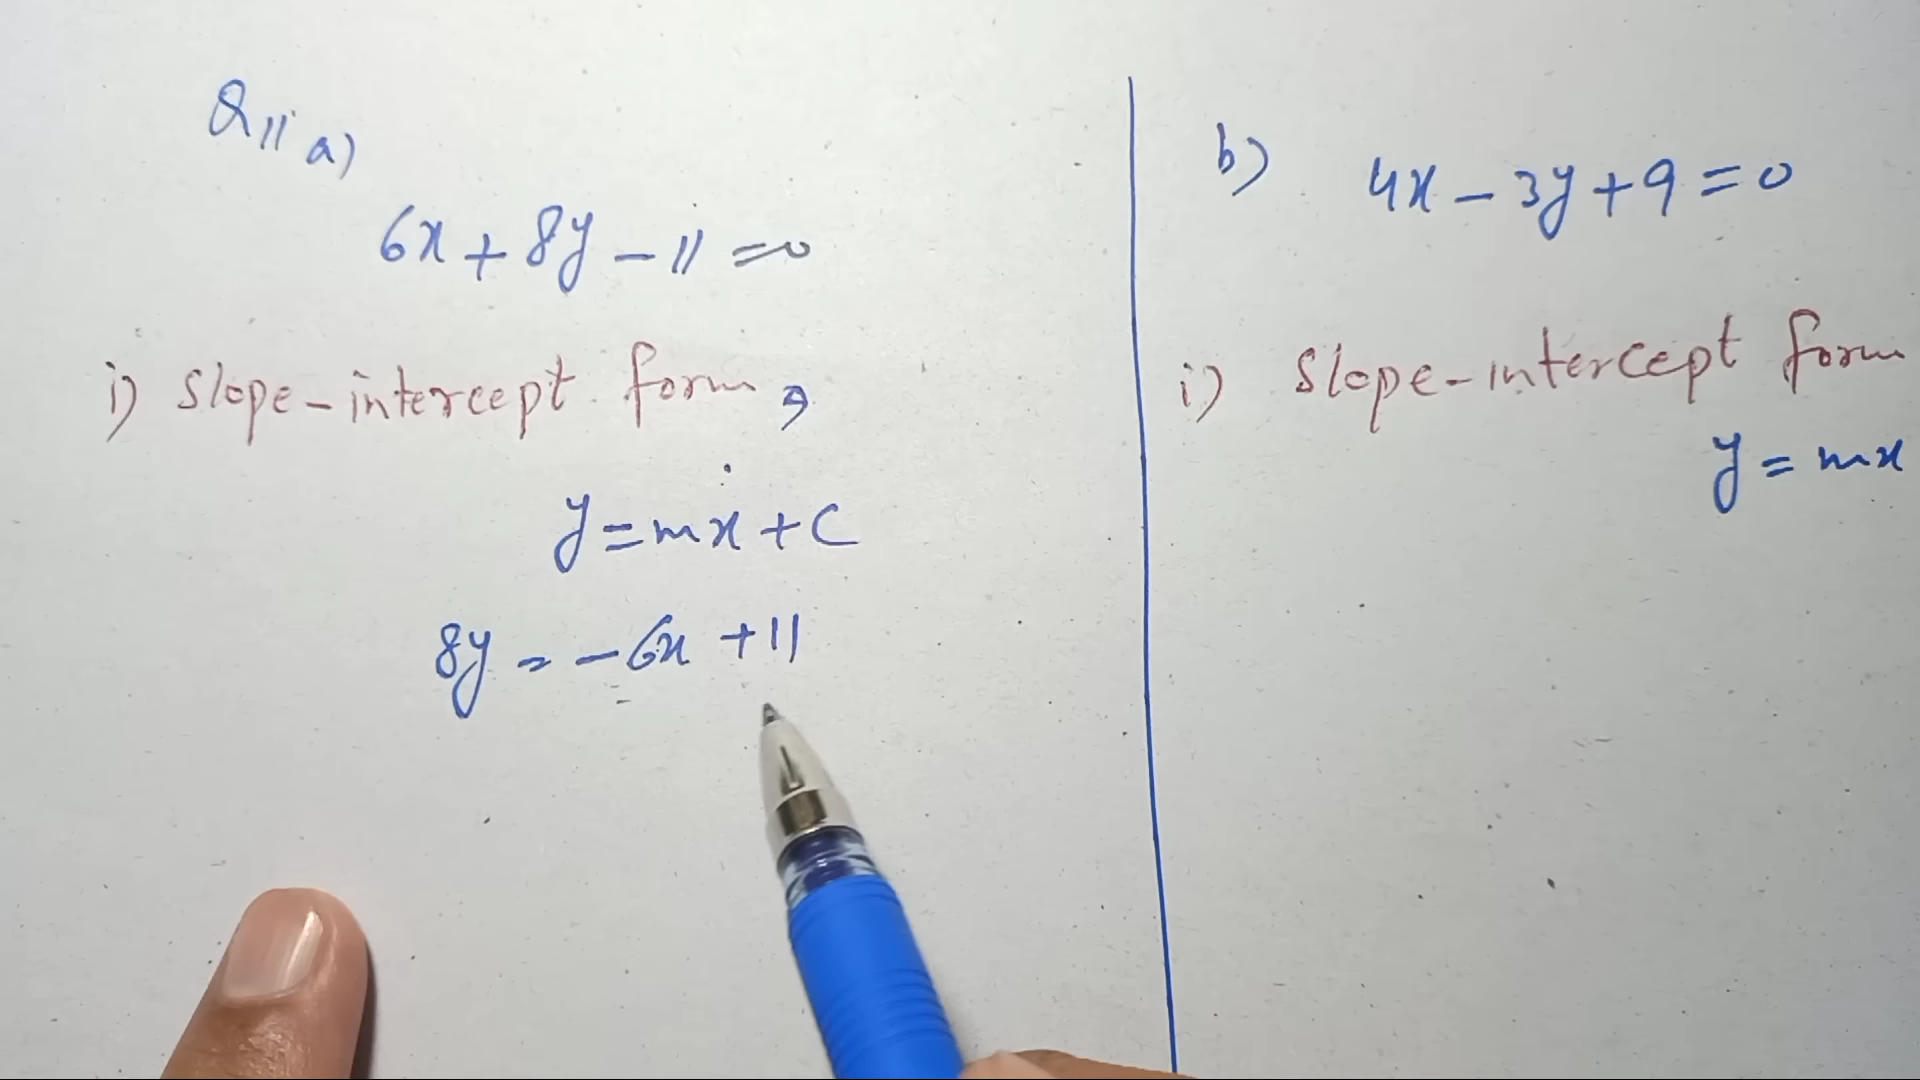 Q11 a)
6x + 8y - 11 = 0
i) Slope-intercept form,
y = mx + c
8y = -6x + 11
b) 4x - 3y + 9 = 0
i) Slope-intercept form
y = mx